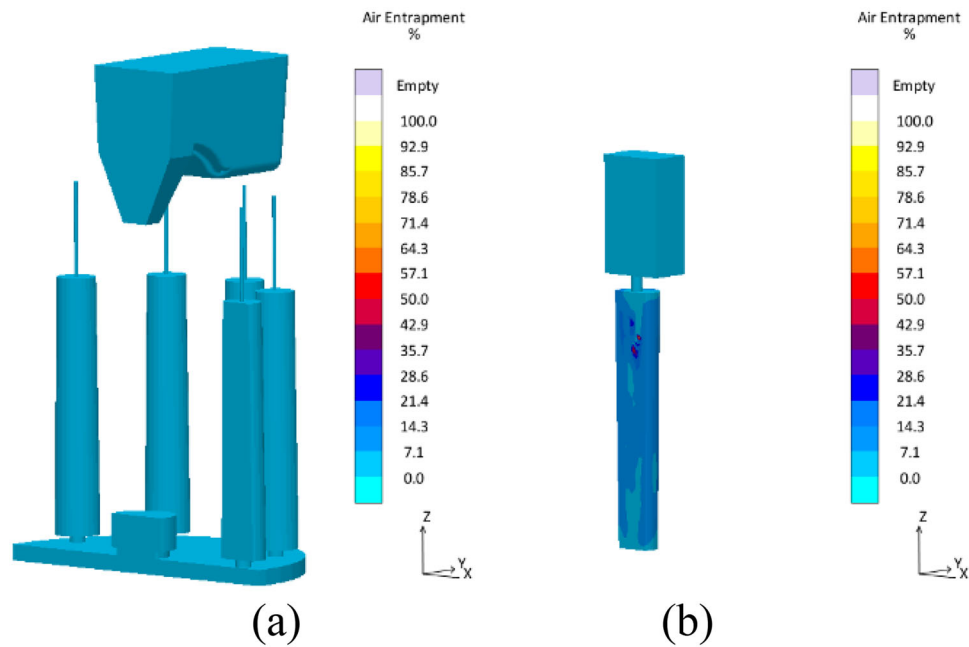 Air Entrapment
%
Empty
100.0
92.9
85.7
78.6
71.4
64.3
57.1
50.0
42.9
35.7
28.6
21.4
14.3
7.1
0.0
Z
Y
X
(a)
Air Entrapment
%
Empty
100.0
92.9
85.7
78.6
71.4
64.3
57.1
50.0
42.9
35.7
28.6
21.4
14.3
7.1
0.0
Z
Y
X
(b)